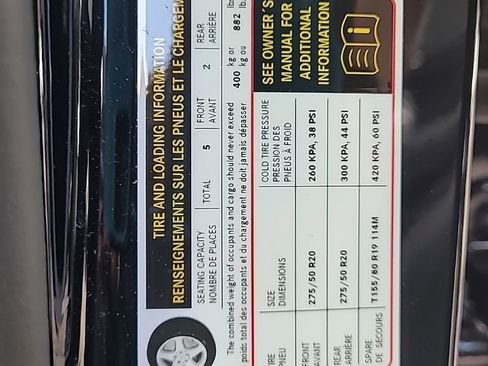 TIRE AND LOADING INFORMATION
RENSEIGNEMENTS SUR LES PNEUS ET LE CHARGEMEN
SEATING CAPACITY
NOMBRE DE PLACES
TOTAL 5
FRONT
AVANT
2
REAR
ARRIÈRE
The combined weight of occupants and cargo should never exceed
poids total des occupants et du chargement ne doit jamais dépasser
400 kg or
kg ou
882 lbs
lb.
TIRE
PNEU
SIZE
DIMENSIONS
COLD TIRE PRESSURE
PRESSION DES
PNEUS À FROID
FRONT
AVANT
275/50 R20
260 KPA, 38 PSI
REAR
ARRIÈRE
275/50 R20
300 KPA, 44 PSI
SPARE
DE SECOURS
T155/80 R19 114M
420 KPA, 60 PSI
SEE OWNER'S
MANUAL FOR
ADDITIONAL
INFORMATION